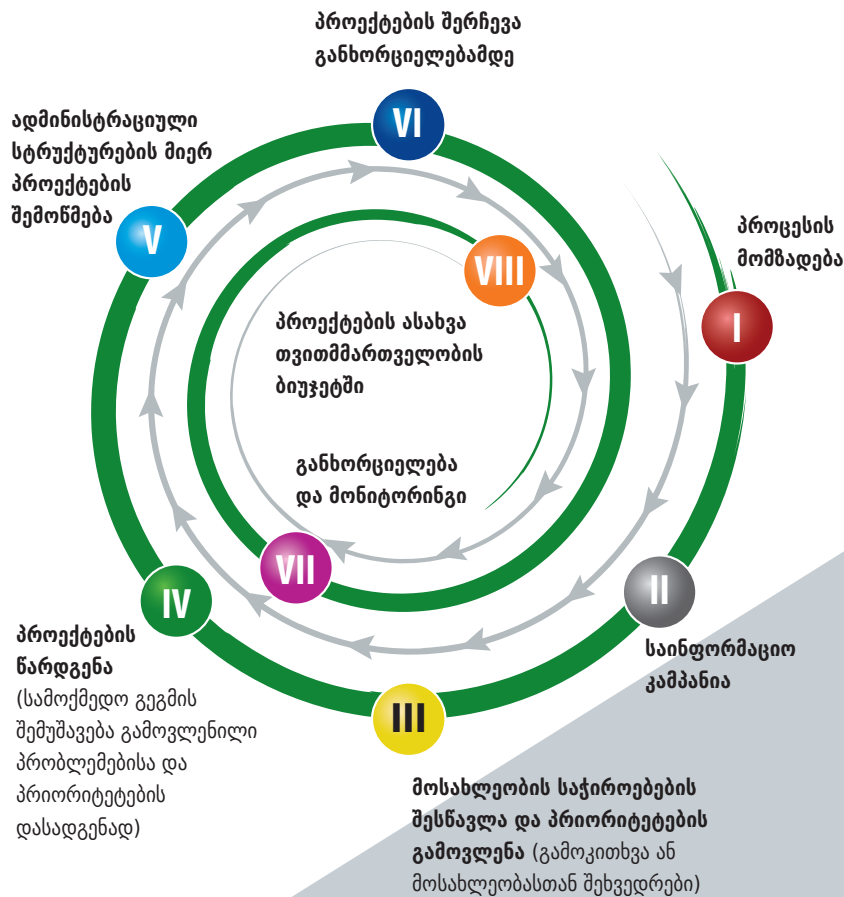 პროექტების შერჩევა
განხორციელებამდე
VI
ადმინისტრაციული
სტრუქტურების მიერ
პროექტების
შემოწმება
V
პროცესის
მომზადება
I
VIII
პროექტების ასახვა
თვითმმართველობის
ბიუჯეტში
განხორციელება
და მონიტორინგი
VII
II
საინფორმაციო
კამპანია
IV
პროექტების
წარდგენა
(სამოქმედო გეგმის
შემუშავება გამოვლენილი
პრობლემებისა და
პრიორიტეტების
დასადგენად)
III
მოსახლეობის საჭიროებების
შესწავლა და პრიორიტეტების
გამოვლენა (გამოკითხვა ან
მოსახლეობასთან შეხვედრები)